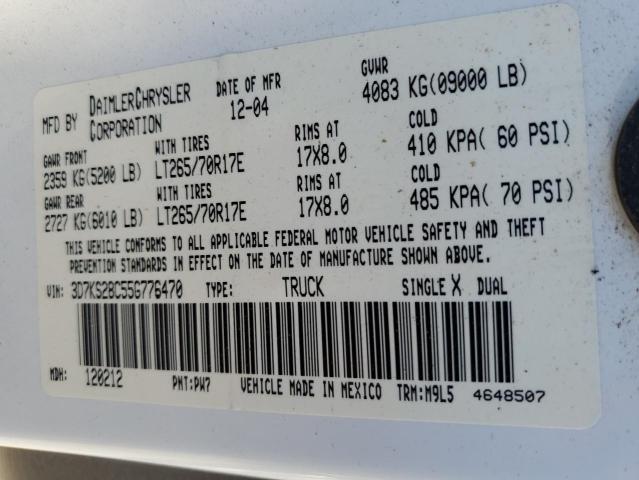 MFD BY DAIMLERCHRYSLER CORPORATION
DATE OF MFR 12-04
GVWR 4083 KG(09000 LB)
GAWR FRONT 2359 KG(5200 LB) WITH TIRES LT265/70R17E RIMS AT 17X8.0 COLD 410 KPA( 60 PSI)
GAWR REAR 2727 KG(6010 LB) WITH TIRES LT265/70R17E RIMS AT 17X8.0 COLD 485 KPA( 70 PSI)
THIS VEHICLE CONFORMS TO ALL APPLICABLE FEDERAL MOTOR VEHICLE SAFETY AND THEFT
PREVENTION STANDARDS IN EFFECT ON THE DATE OF MANUFACTURE SHOWN ABOVE.
VIN: 3D7KS28C55G776470 TYPE: TRUCK SINGLE X DUAL
MDH: 120212 PNT:PW7 VEHICLE MADE IN MEXICO TRM:M9L5 4648507